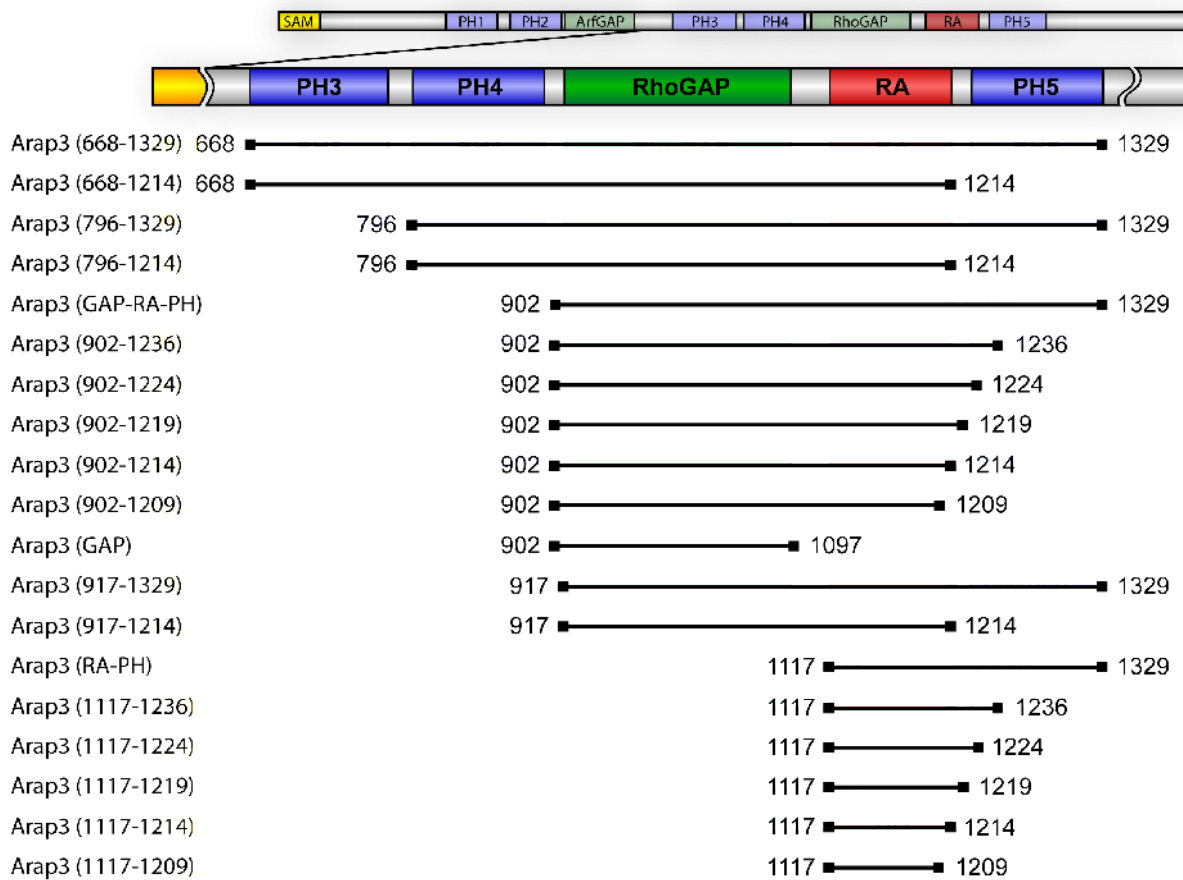 SAM PH1 PH2 ArfGAP PH3 PH4 RhoGAP RA PH5
PH3 PH4 RhoGAP RA PH5
Arap3 (668-1329) 668 1329
Arap3 (668-1214) 668 1214
Arap3 (796-1329) 796 1329
Arap3 (796-1214) 796 1214
Arap3 (GAP-RA-PH) 902 1329
Arap3 (902-1236) 902 1236
Arap3 (902-1224) 902 1224
Arap3 (902-1219) 902 1219
Arap3 (902-1214) 902 1214
Arap3 (902-1209) 902 1209
Arap3 (GAP) 902 1097
Arap3 (917-1329) 917 1329
Arap3 (917-1214) 917 1214
Arap3 (RA-PH) 1117 1329
Arap3 (1117-1236) 1117 1236
Arap3 (1117-1224) 1117 1224
Arap3 (1117-1219) 1117 1219
Arap3 (1117-1214) 1117 1214
Arap3 (1117-1209) 1117 1209